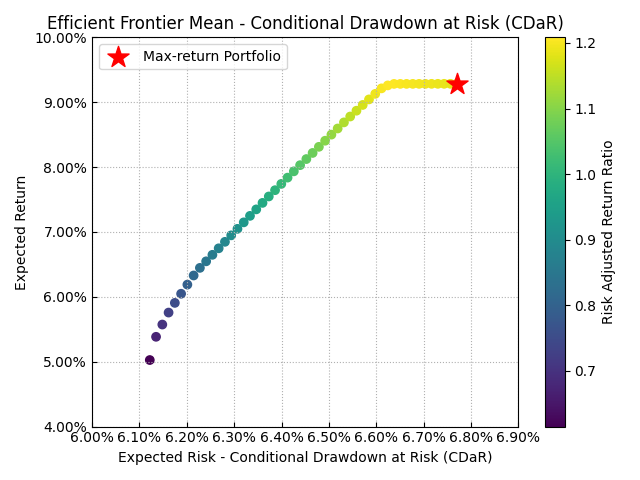 Efficient Frontier Mean - Conditional Drawdown at Risk (CDaR)
10.00%
9.00%
8.00%
7.00%
6.00%
5.00%
4.00%
Expected Return
Max-return Portfolio
6.00% 6.10% 6.20% 6.30% 6.40% 6.50% 6.60% 6.70% 6.80% 6.90%
Expected Risk - Conditional Drawdown at Risk (CDaR)
1.2
1.1
1.0
0.9
0.8
0.7
Risk Adjusted Return Ratio